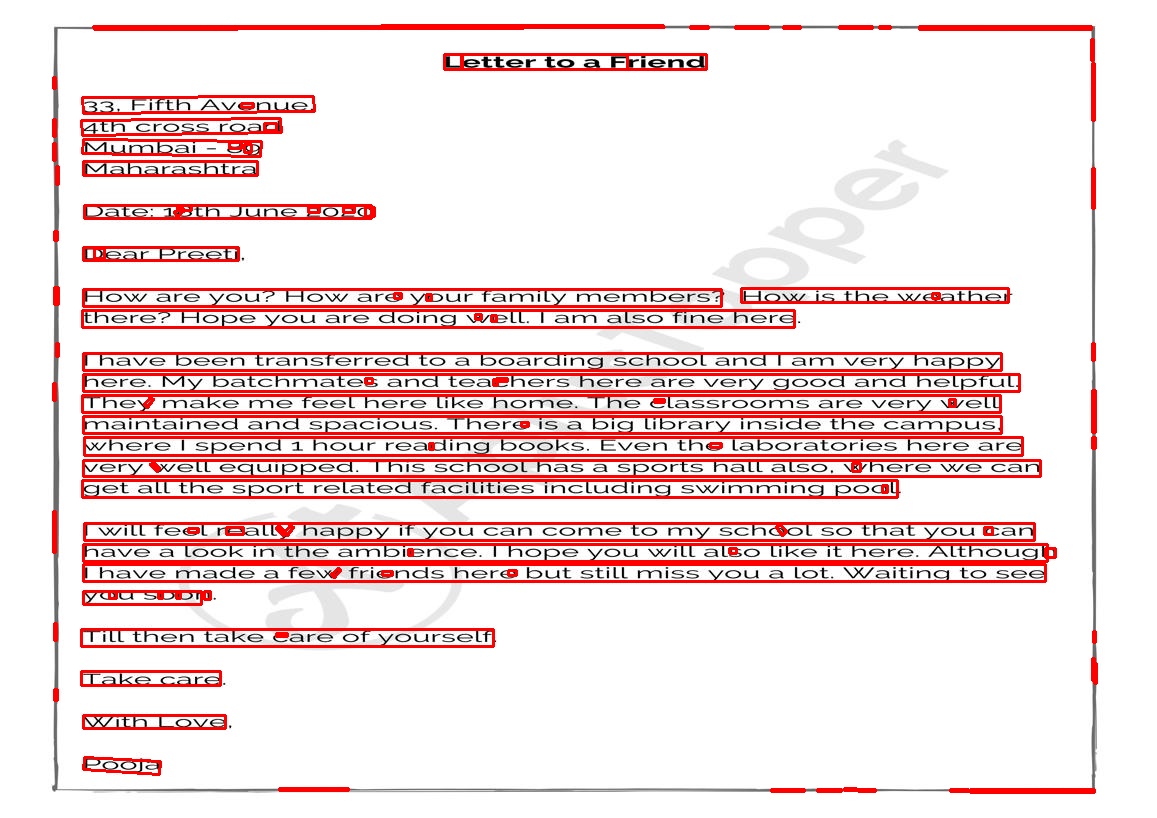 Letter to a Friend
33, Fifth Avenue,
4th cross road
Mumbai -
Maharashtra
Date: June 2020
Dear Preeti,
How are you? How are your family members? How is the weather
there? Hope you are doing well. I am also fine here.
I have been transferred to a boarding school and I am very happy
here. My batchmates and teachers here are very good and helpful.
They make me feel here like home. The classrooms are very well
maintained and spacious. There is a big library inside the campus,
where I spend 1 hour reading books. Even the laboratories here are
very well equipped. This school has a sports hall also, where we can
get all the sport related facilities including swimming pool.
I will feel really happy if you can come to my school so that you can
have a look in the ambience. I hope you will also like it here. Although
I have made a few friends here but still miss you a lot. Waiting to see
you soon.
Till then take care of yourself.
Take care.
With Love,
Pooja